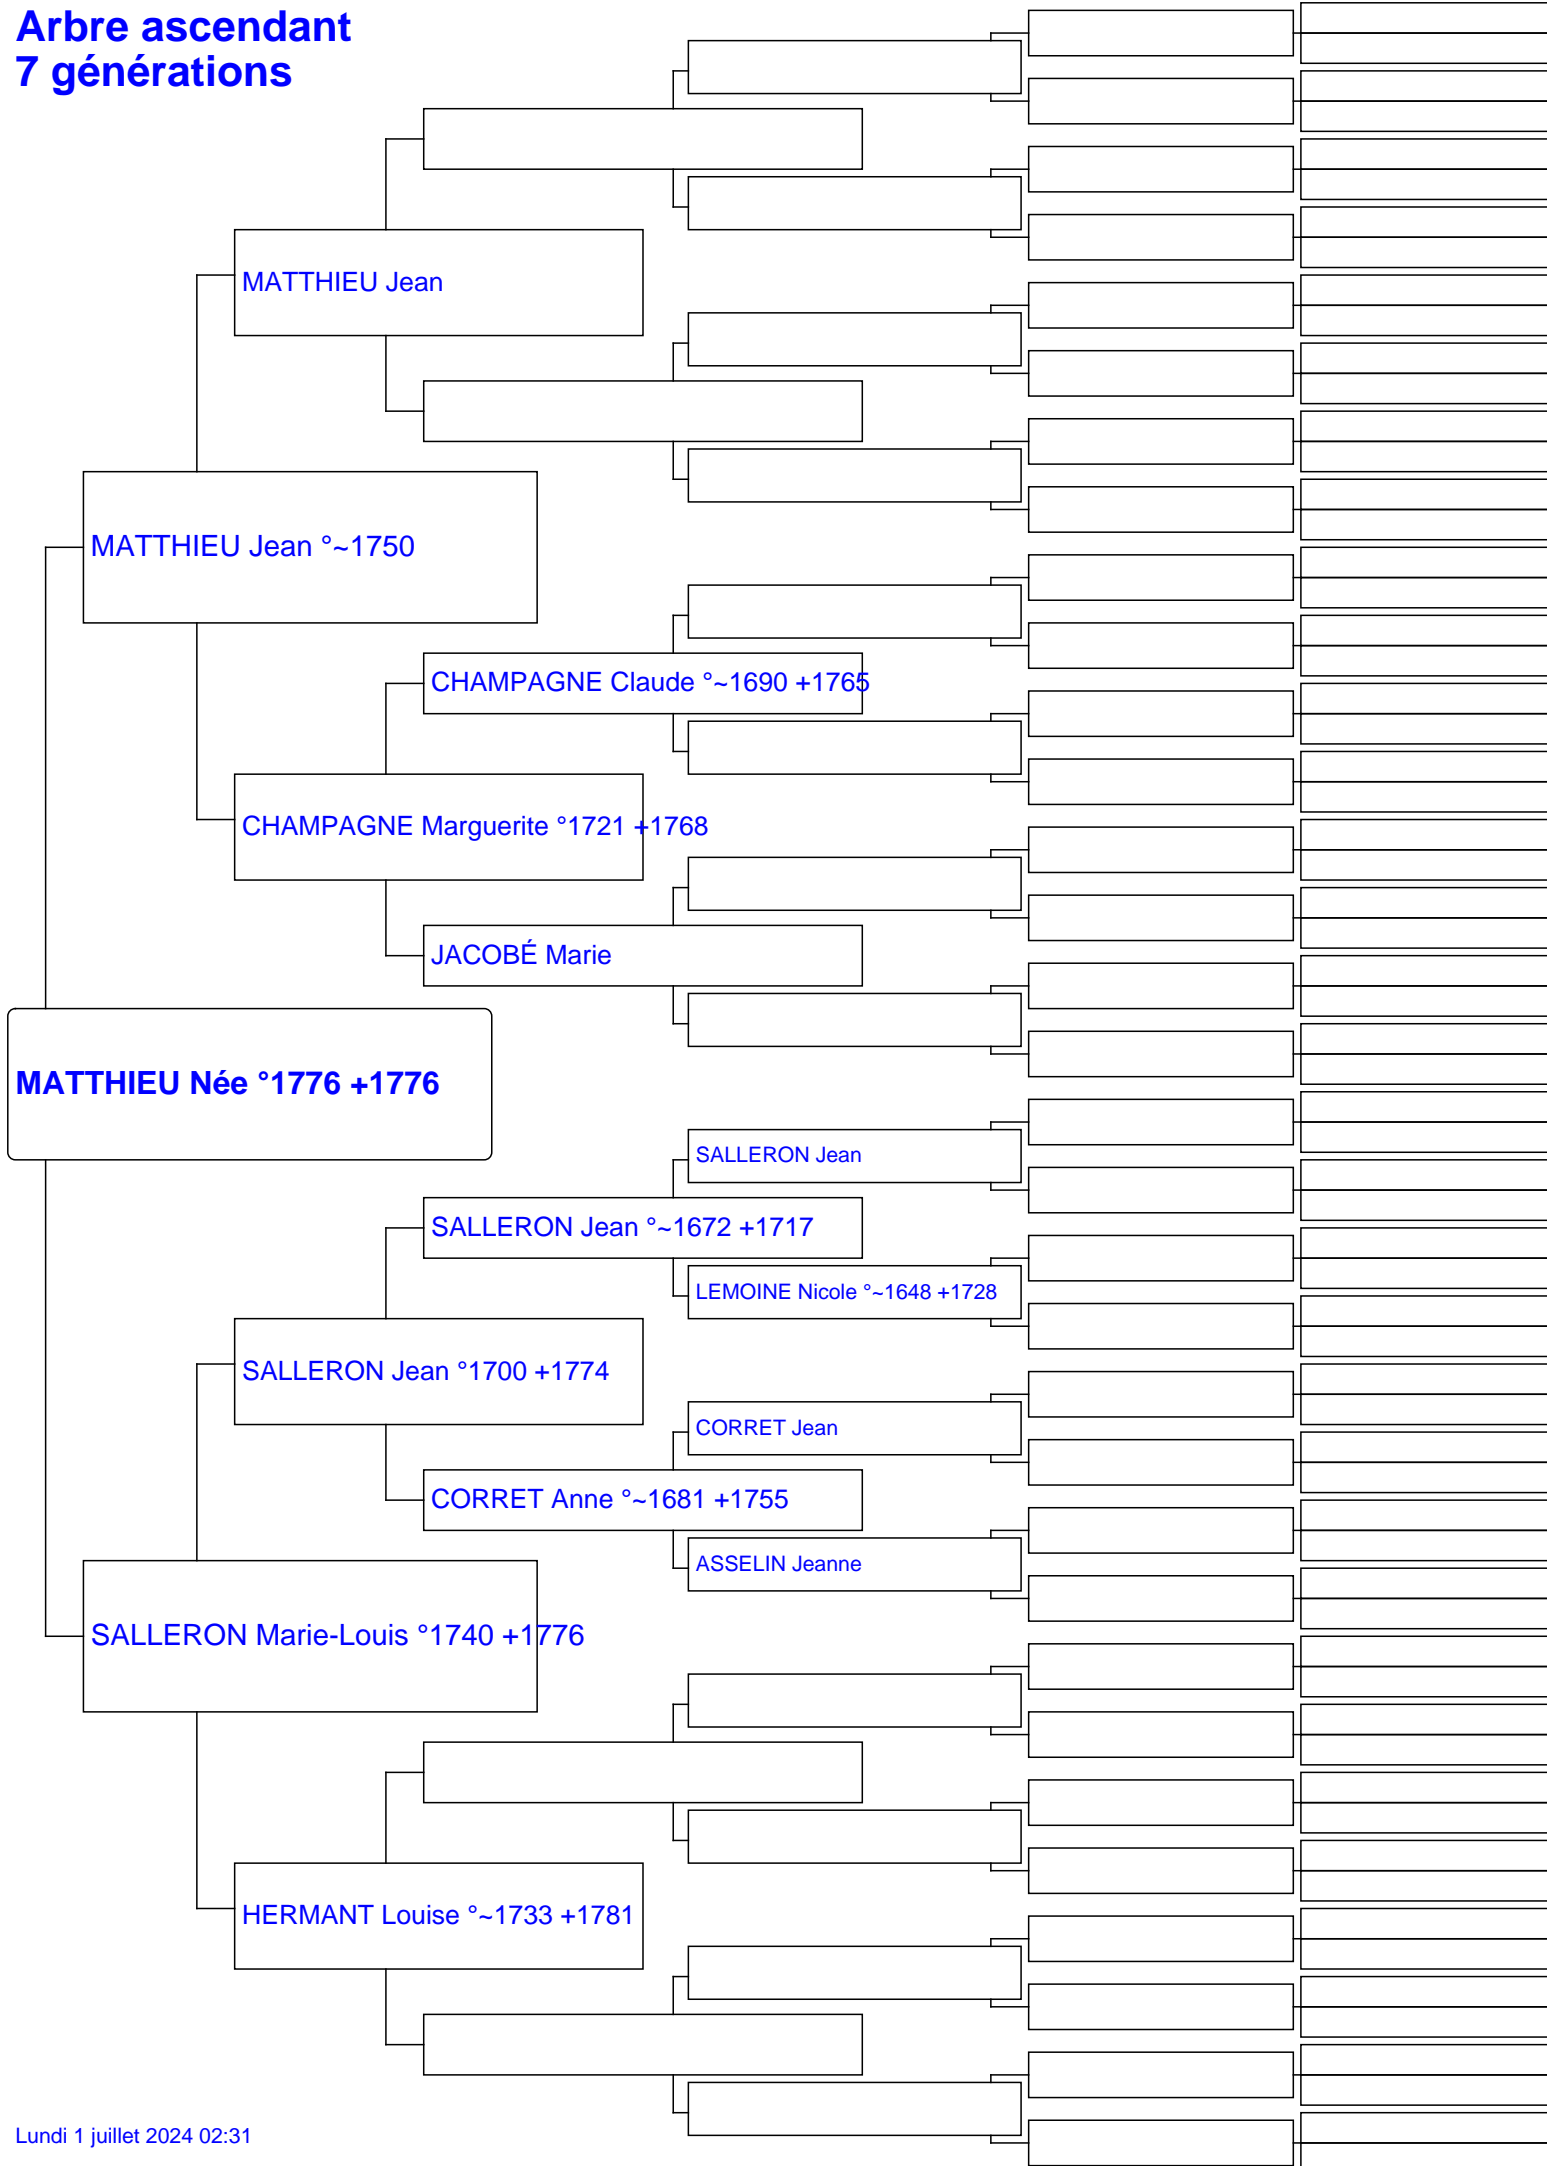 Arbre ascendant
7 générations
MATTHIEU Jean
MATTHIEU Jean °~1750
CHAMPAGNE Claude °~1690 +1765
CHAMPAGNE Marguerite °1721 +1768
JACOBÉ Marie
MATTHIEU Née °1776 +1776
SALLERON Jean
SALLERON Jean °~1672 +1717
LEMOINE Nicole °~1648 +1728
SALLERON Jean °1700 +1774
CORRET Jean
CORRET Anne °~1681 +1755
ASSELIN Jeanne
SALLERON Marie-Louis °1740 +1776
HERMANT Louise °~1733 +1781
Lundi 1 juillet 2024 02:31